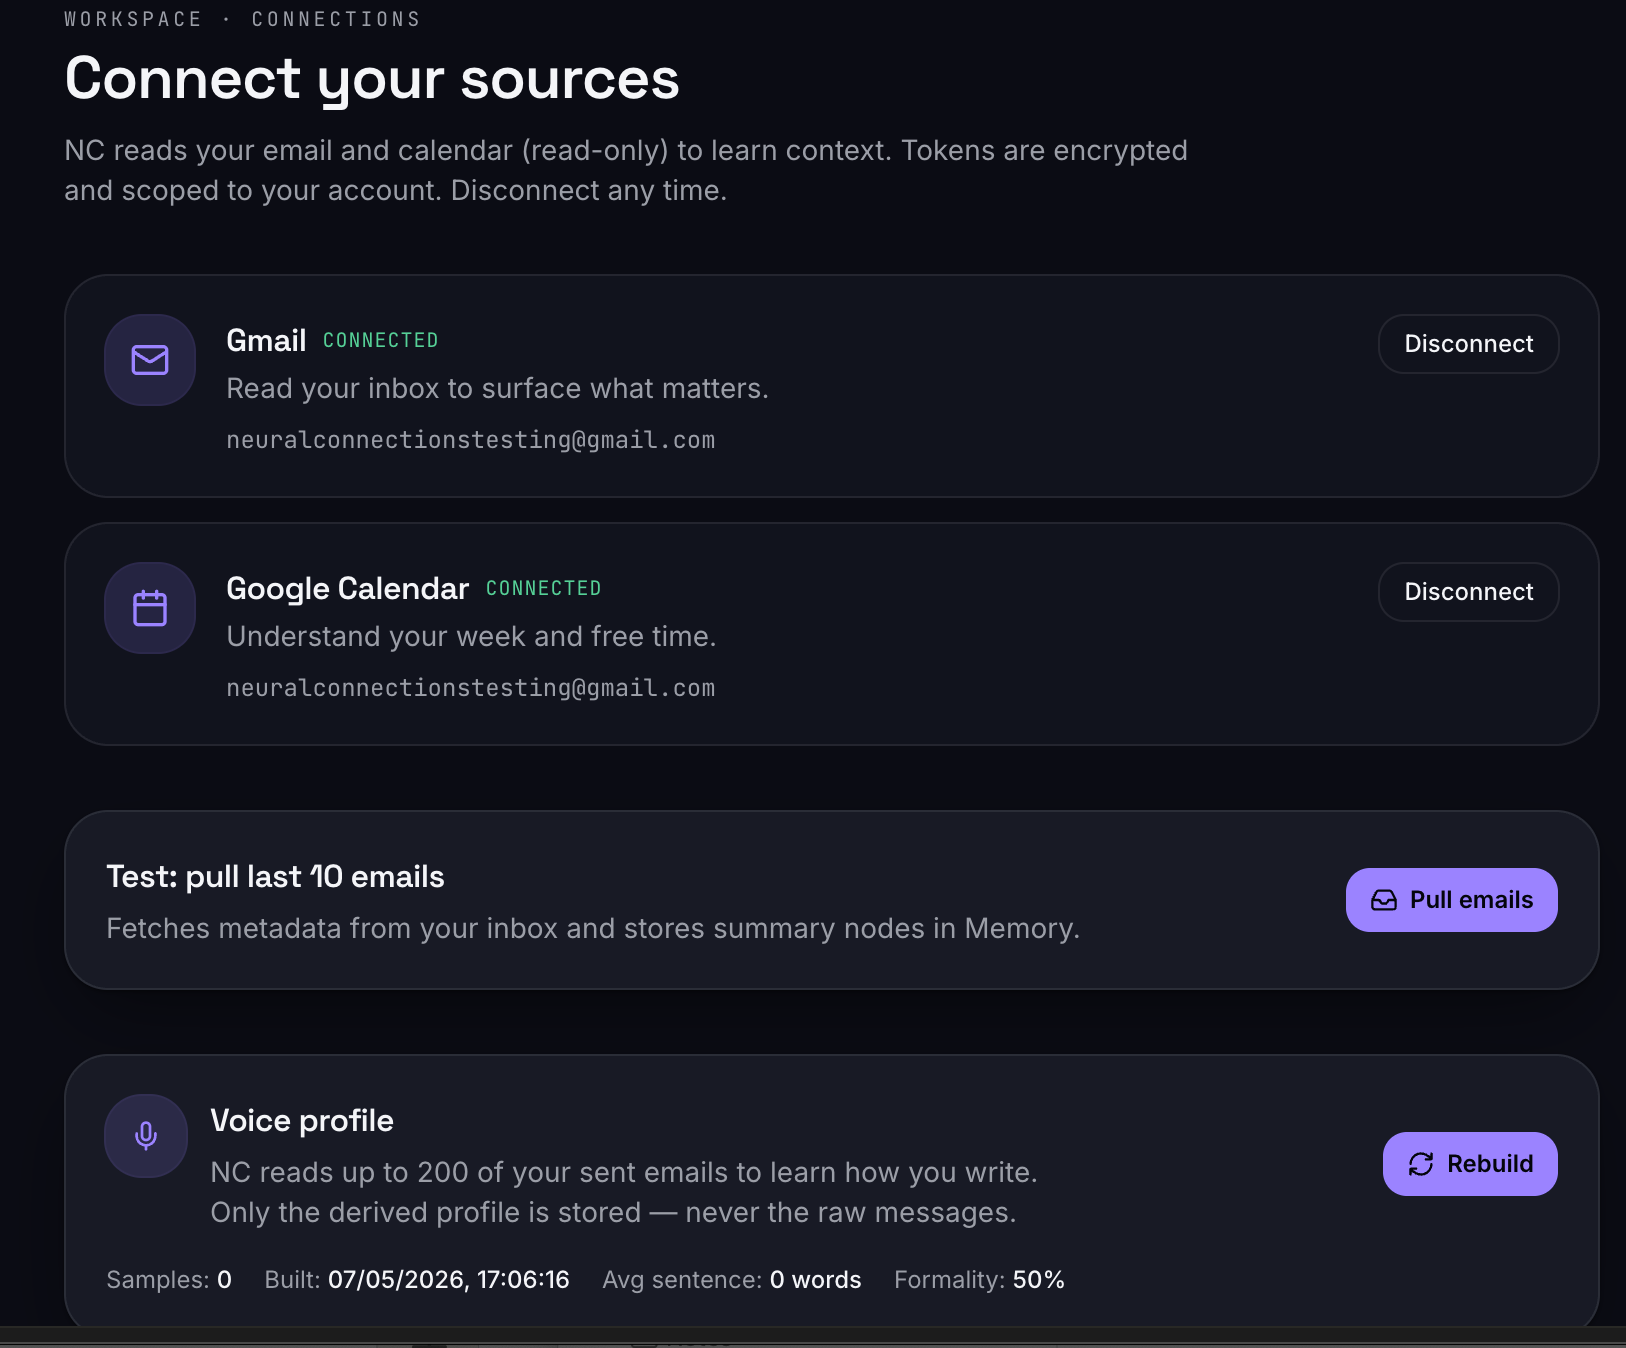 WORKSPACE · CONNECTIONS
Connect your sources
NC reads your email and calendar (read-only) to learn context. Tokens are encrypted
and scoped to your account. Disconnect any time.
Gmail CONNECTED
Disconnect
Read your inbox to surface what matters.
neuralconnectionstesting@gmail.com
Google Calendar CONNECTED
Disconnect
Understand your week and free time.
neuralconnectionstesting@gmail.com
Test: pull last 10 emails
Pull emails
Fetches metadata from your inbox and stores summary nodes in Memory.
Voice profile
NC reads up to 200 of your sent emails to learn how you write.
Rebuild
Only the derived profile is stored — never the raw messages.
Samples: 0 Built: 07/05/2026, 17:06:16 Avg sentence: 0 words Formality: 50%